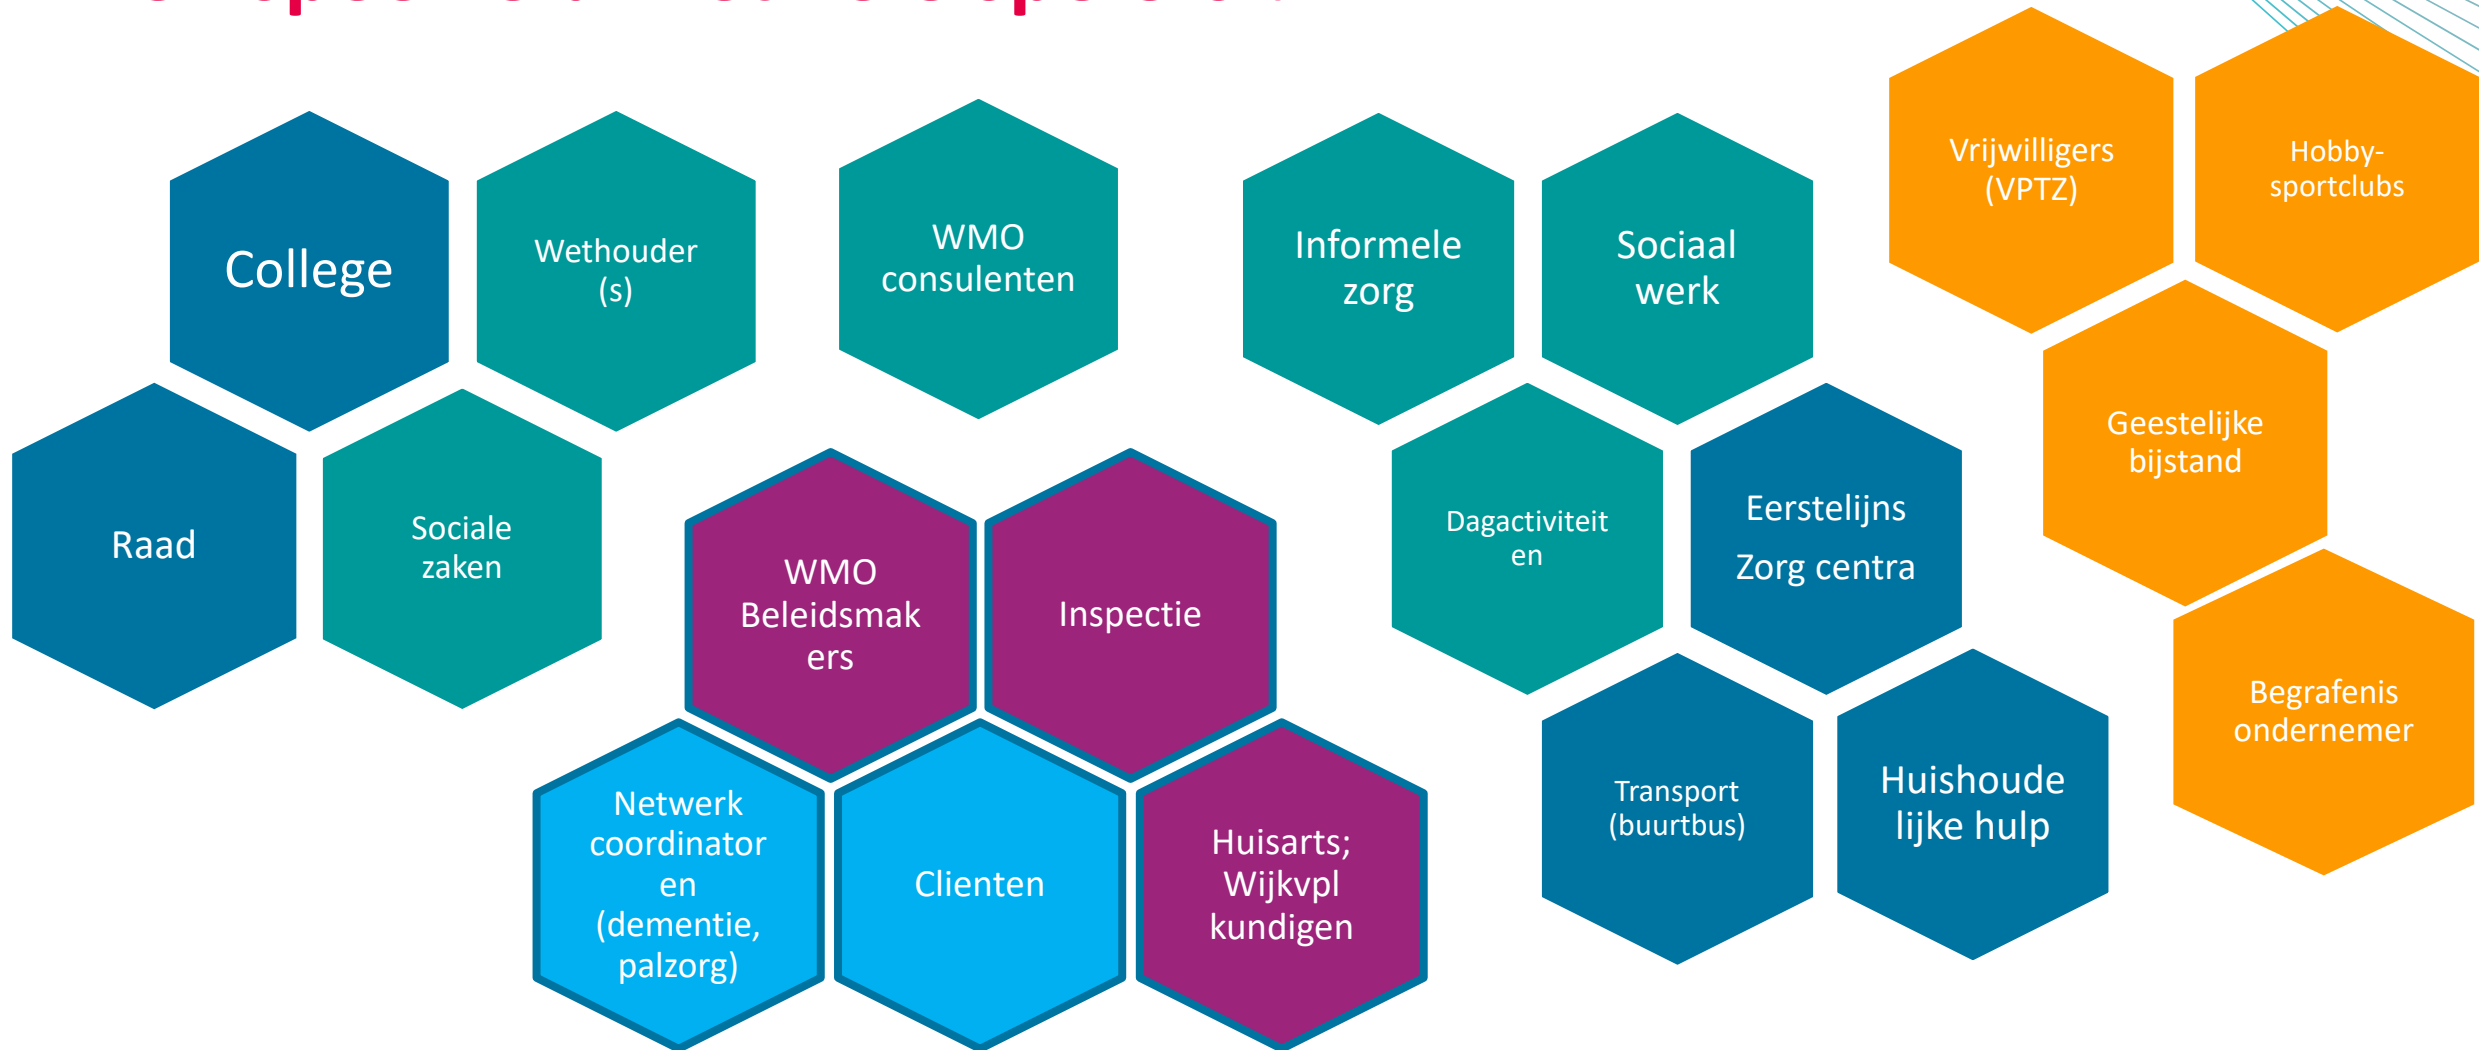 College
Wethouder
(s)
WMO
consulenten
Raad
Sociale
zaken
WMO
Beleidsmak
ers
Inspectie
Netwerk
coordinator
en
(dementie,
palzorg)
Clienten
Huisarts;
Wijkvpl
kundigen
Informele
zorg
Sociaal
werk
Dagactiviteit
en
Eerstelijns
Zorg centra
Transport
(buurtbus)
Huishoude
lijke hulp
Vrijwilligers
(VPTZ)
Hobby-
sportclubs
Geestelijke
bijstand
Begrafenis
ondernemer